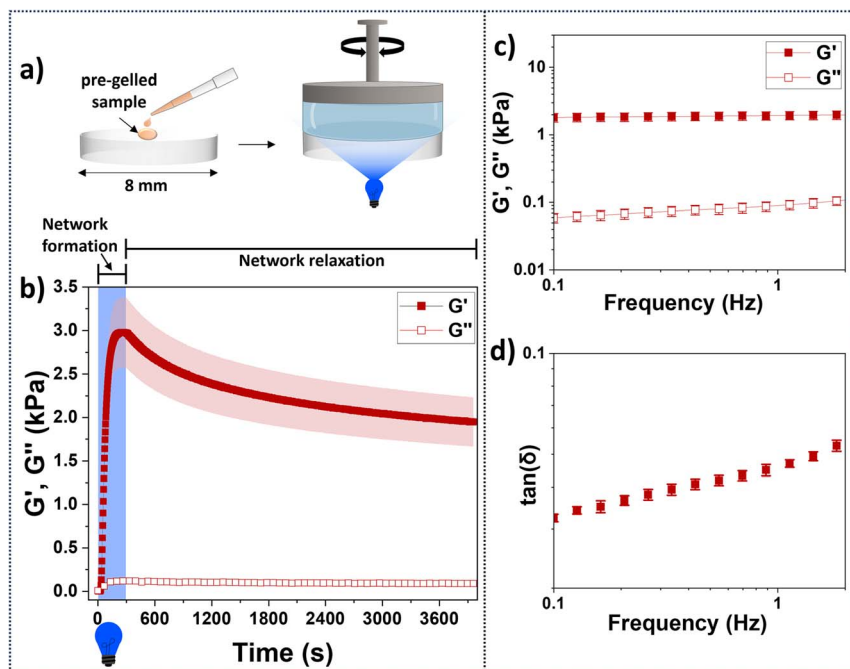 a)
pre-gelled
sample
8 mm
Network
formation
Network relaxation
b)
G'
G''
3.5
3.0
2.5
2.0
1.5
1.0
0.5
0.0
G', G'' (kPa)
0 600 1200 1800 2400 3000 3600
Time (s)
c)
G'
G''
10
1
0.1
0.01
G', G'' (kPa)
0.1 1
Frequency (Hz)
d)
0.1
tan(δ)
0.1 1
Frequency (Hz)